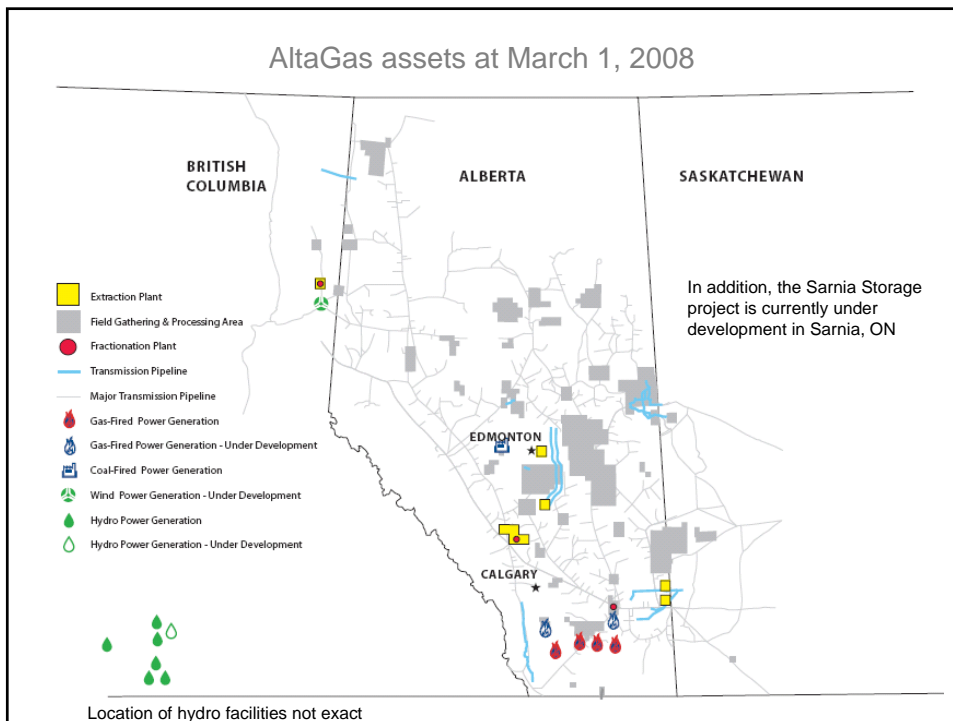 AltaGas assets at March 1, 2008
BRITISH
COLUMBIA
ALBERTA
SASKATCHEWAN
In addition, the Sarnia Storage
project is currently under
development in Sarnia, ON
Extraction Plant
Field Gathering & Processing Area
Fractionation Plant
Transmission Pipeline
Major Transmission Pipeline
Gas-Fired Power Generation
Gas-Fired Power Generation - Under Development
Coal-Fired Power Generation
Wind Power Generation - Under Development
Hydro Power Generation
Hydro Power Generation - Under Development
EDMONTON
CALGARY
Location of hydro facilities not exact